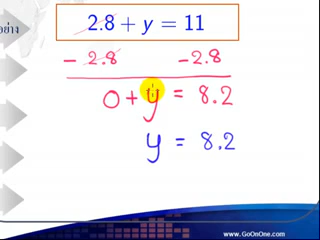 อย่าง
2.8 + y = 11
- 2.8 - 2.8
0 + y = 8.2
y = 8.2
www.GoOnOne.com